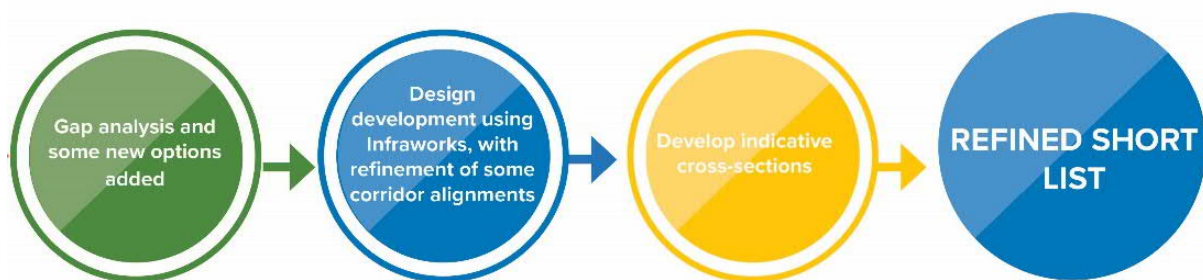 Gap analysis and
some new options
added
Design
development using
Infraworks, with
refinement of some
corridor alignments
Develop indicative
cross-sections
REFINED SHORT
LIST